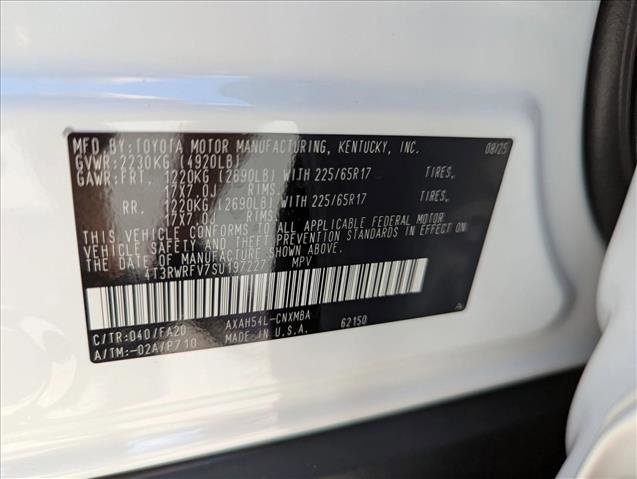 MFD. BY: TOYOTA MOTOR MANUFACTURING, KENTUCKY, INC. 08/25
GVWR: 2230KG (4920LB)
GAWR: FRT. 1220KG (2690LB) WITH 225/65R17 TIRES,
17X7.0J RIMS,
RR. 1220KG (2690LB) WITH 225/65R17 TIRES,
17X7.0J RIMS.
THIS VEHICLE CONFORMS TO ALL APPLICABLE FEDERAL MOTOR
VEHICLE SAFETY AND THEFT PREVENTION STANDARDS IN EFFECT
ON THE DATE OF MANUFACTURE SHOWN ABOVE.
4T3RWRFV7SU197227 MPV
C/TR: 040/FA20 AXAH54L-CNXMBA 62150
A/TM: -02A/P710 MADE IN U.S.A.